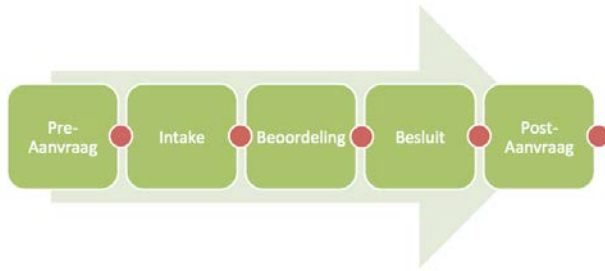 Pre-
Aanvraag
Intake
Beoordeling
Besluit
Post-
Aanvraag